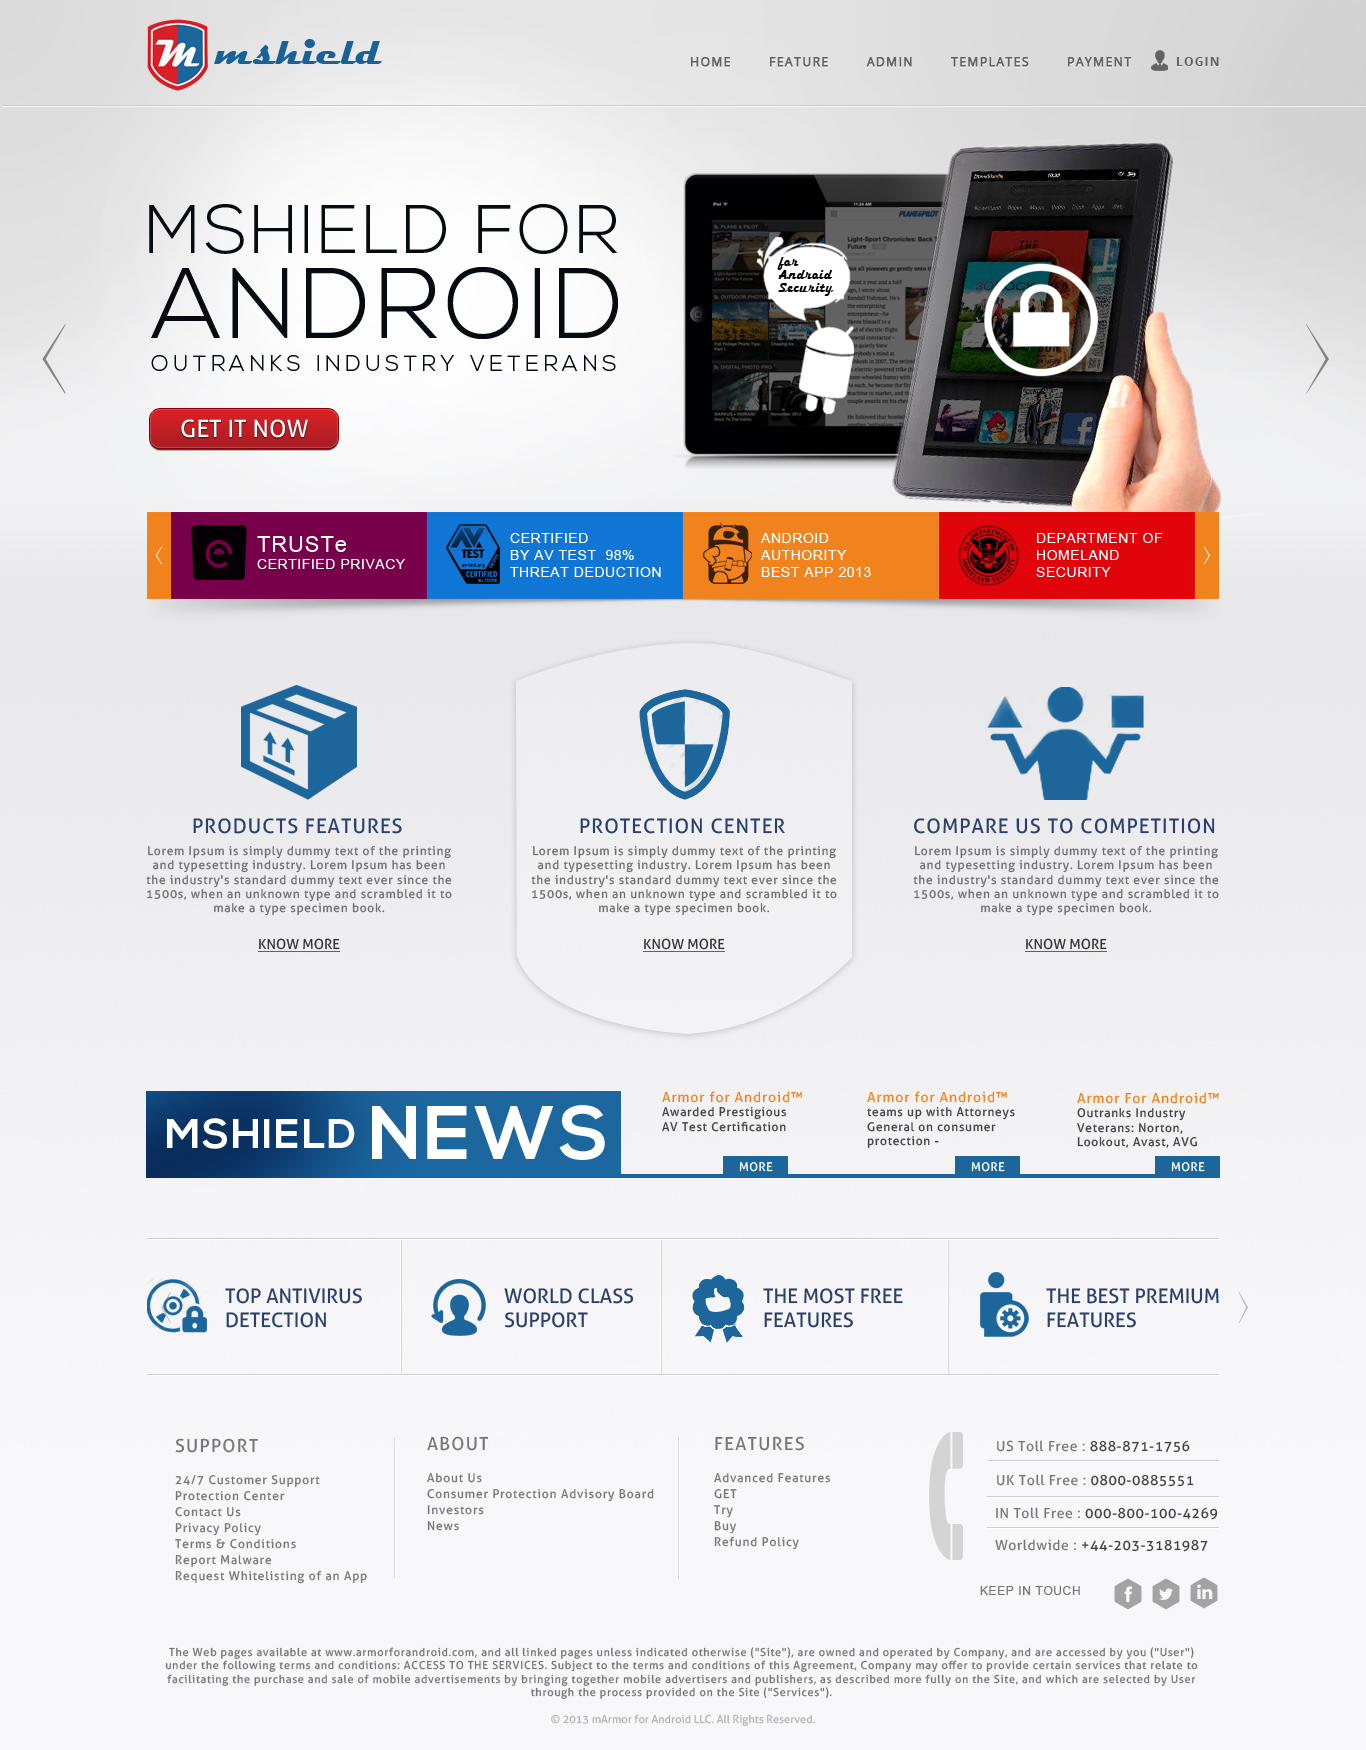 mshield
HOME FEATURE ADMIN TEMPLATES PAYMENT LOGIN
MSHIELD FOR
ANDROID
OUTRANKS INDUSTRY VETERANS
GET IT NOW
for
Android
Security
PLANE & PILOT
Light-Sport Chronicles: Back To
Future
TRUSTe
CERTIFIED PRIVACY
AV
TEST
CERTIFIED
CERTIFIED
BY AV TEST 98%
THREAT DEDUCTION
ANDROID
AUTHORITY
BEST APP 2013
DEPARTMENT OF
HOMELAND
SECURITY
PRODUCTS FEATURES
Lorem Ipsum is simply dummy text of the printing
and typesetting industry. Lorem Ipsum has been
the industry's standard dummy text ever since the
1500s, when an unknown type and scrambled it to
make a type specimen book.
KNOW MORE
PROTECTION CENTER
Lorem Ipsum is simply dummy text of the printing
and typesetting industry. Lorem Ipsum has been
the industry's standard dummy text ever since the
1500s, when an unknown type and scrambled it to
make a type specimen book.
KNOW MORE
COMPARE US TO COMPETITION
Lorem Ipsum is simply dummy text of the printing
and typesetting industry. Lorem Ipsum has been
the industry's standard dummy text ever since the
1500s, when an unknown type and scrambled it to
make a type specimen book.
KNOW MORE
MSHIELD NEWS
Armor for Android™
Awarded Prestigious
AV Test Certification
MORE
Armor for Android™
teams up with Attorneys
General on consumer
protection -
MORE
Armor For Android™
Outranks Industry
Veterans: Norton,
Lookout, Avast, AVG
MORE
TOP ANTIVIRUS
DETECTION
WORLD CLASS
SUPPORT
THE MOST FREE
FEATURES
THE BEST PREMIUM
FEATURES
SUPPORT
24/7 Customer Support
Protection Center
Contact Us
Privacy Policy
Terms & Conditions
Report Malware
Request Whitelisting of an App
ABOUT
About Us
Consumer Protection Advisory Board
Investors
News
FEATURES
Advanced Features
GET
Try
Buy
Refund Policy
US Toll Free : 888-871-1756
UK Toll Free : 0800-0885551
IN Toll Free : 000-800-100-4269
Worldwide : +44-203-3181987
KEEP IN TOUCH
The Web pages available at www.armorforandroid.com, and all linked pages unless indicated otherwise ("Site"), are owned and operated by Company, and are accessed by you ("User")
under the following terms and conditions: ACCESS TO THE SERVICES. Subject to the terms and conditions of this Agreement, Company may offer to provide certain services that relate to
facilitating the purchase and sale of mobile advertisements by bringing together mobile advertisers and publishers, as described more fully on the Site, and which are selected by User
through the process provided on the Site ("Services").
© 2013 mArmor for Android LLC. All Rights Reserved.